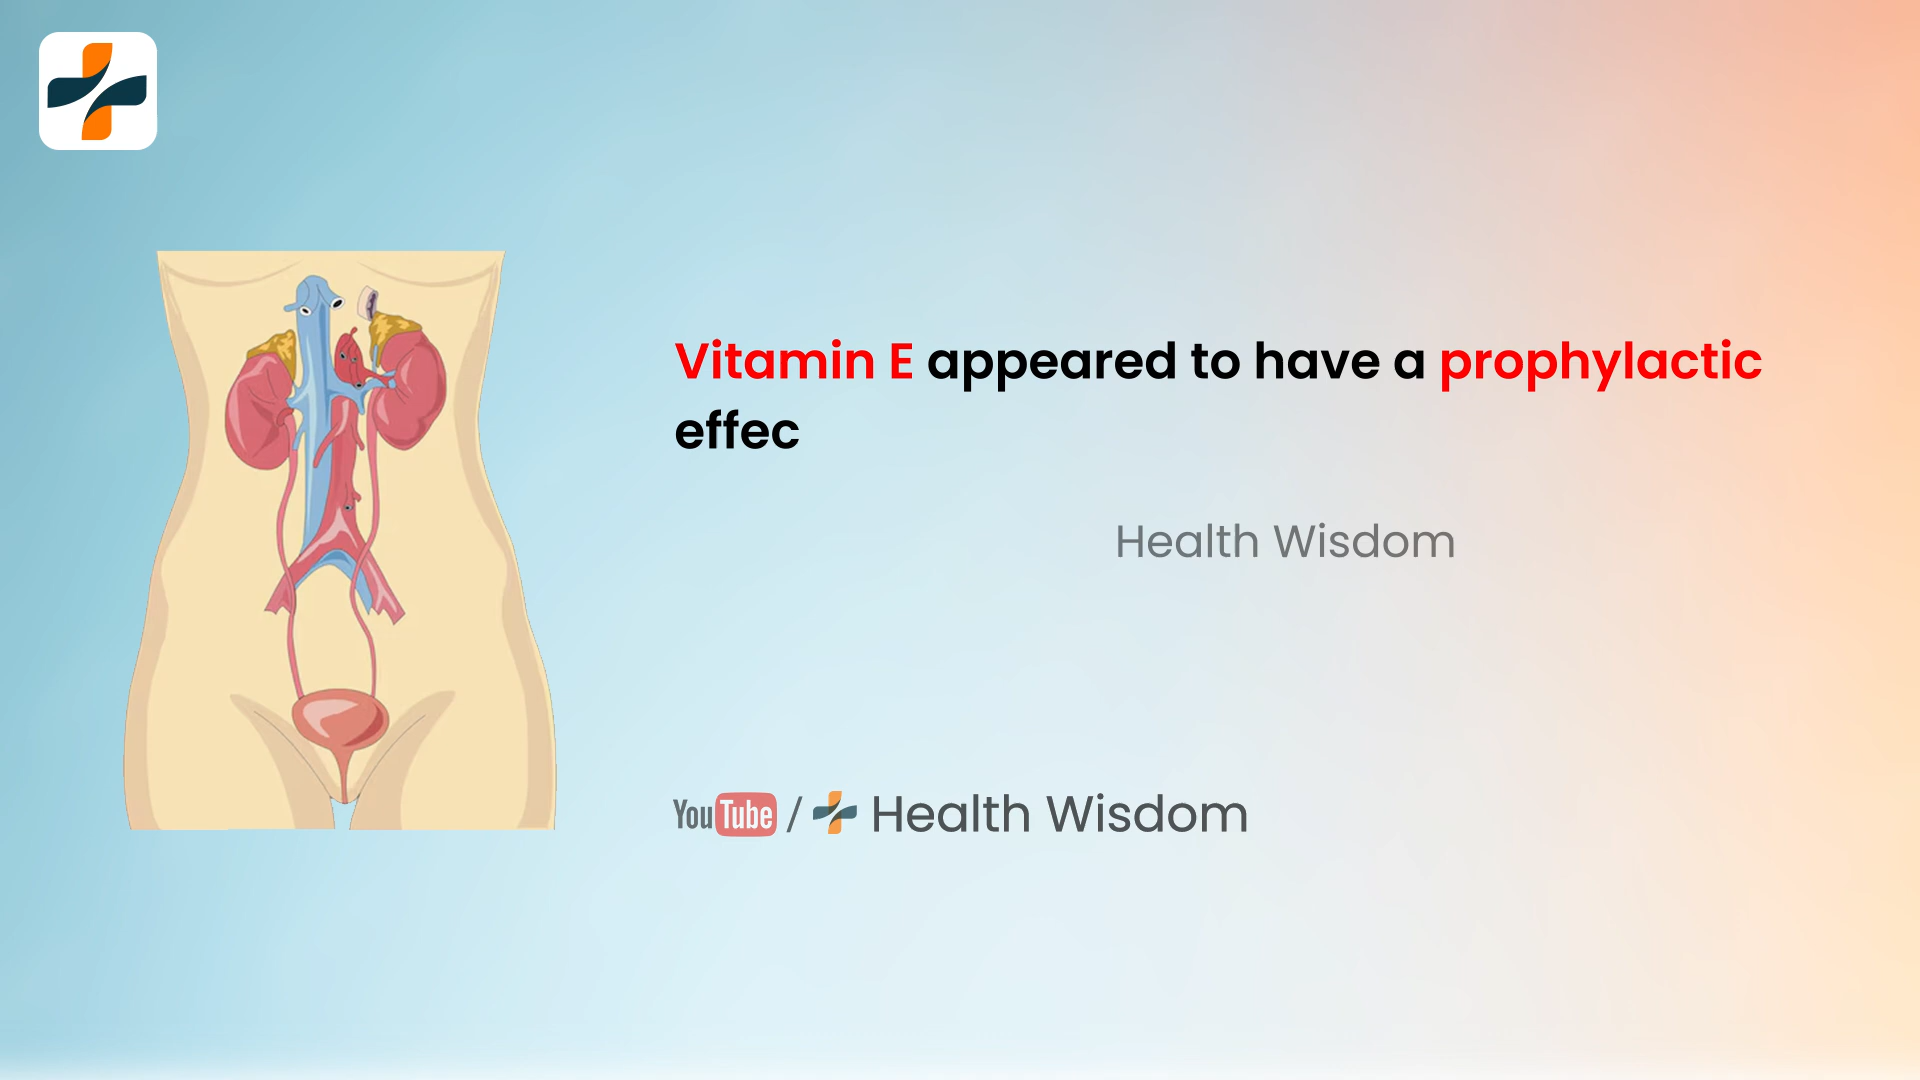 Vitamin E appeared to have a prophylactic
effec
Health Wisdom
YouTube / Health Wisdom